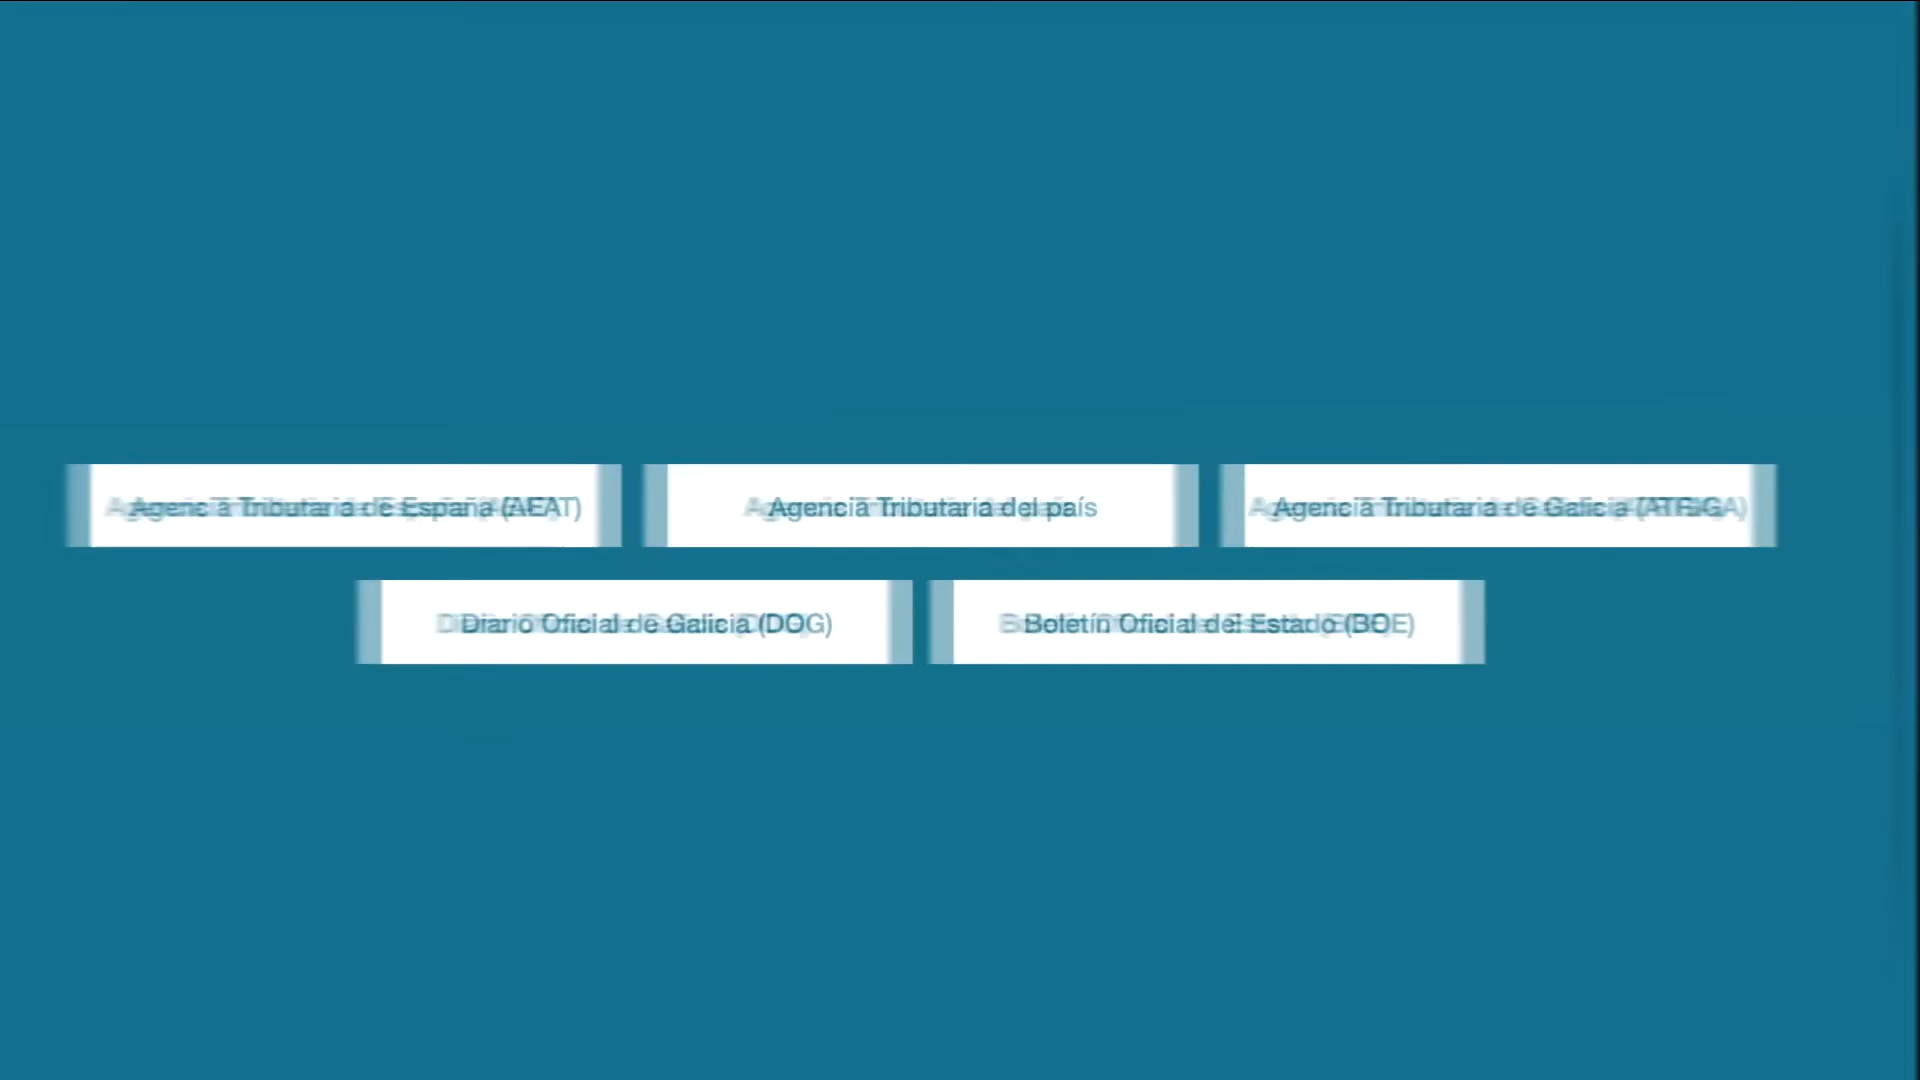 Agencia Tributaria de España (AEAT)
Agencia Tributaria del país
Agencia Tributaria de Galicia (ATRIGA)
Diario Oficial de Galicia (DOG)
Boletín Oficial del Estado (BOE)